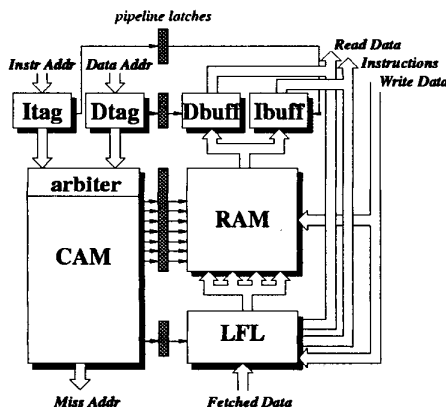 pipeline latches
Read Data
Instr Addr Data Addr
Instructions
Write Data
Itag Dtag Dbuff Ibuff
arbiter
CAM
RAM
LFL
Miss Addr
Fetched Data